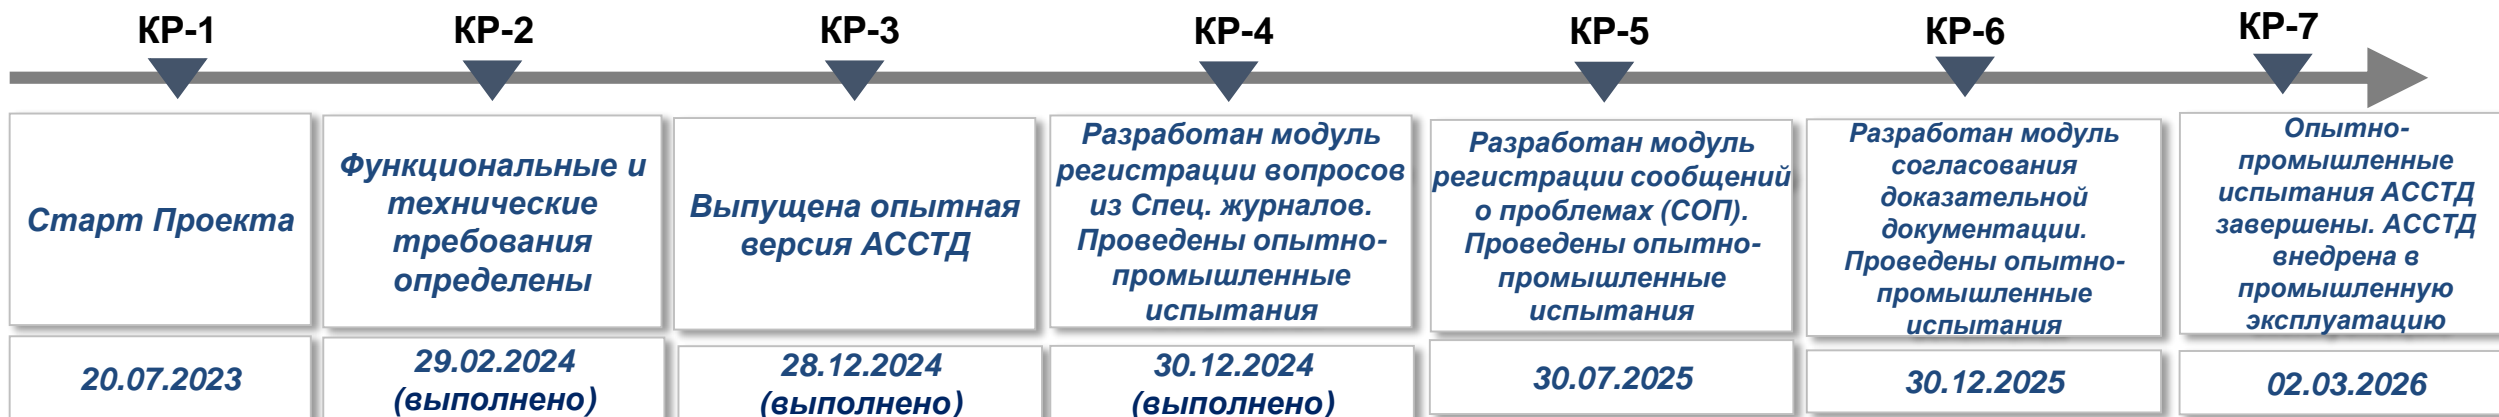 КР-1
КР-2
КР-3
КР-4
КР-5
КР-6
КР-7
Старт Проекта
Функциональные и
технические
требования
определены
Выпущена опытная
версия АССТД
Разработан модуль
регистрации вопросов
из Спец. журналов.
Проведены опытно-
промышленные
испытания
Разработан модуль
регистрации сообщений
о проблемах (СОП).
Проведены опытно-
промышленные
испытания
Разработан модуль
согласования
доказательной
документации.
Проведены опытно-
промышленные
испытания
Опытно-
промышленные
испытания АССТД
завершены. АССТД
внедрена в
промышленную
эксплуатацию
20.07.2023
29.02.2024
(выполнено)
28.12.2024
(выполнено)
30.12.2024
(выполнено)
30.07.2025
30.12.2025
02.03.2026